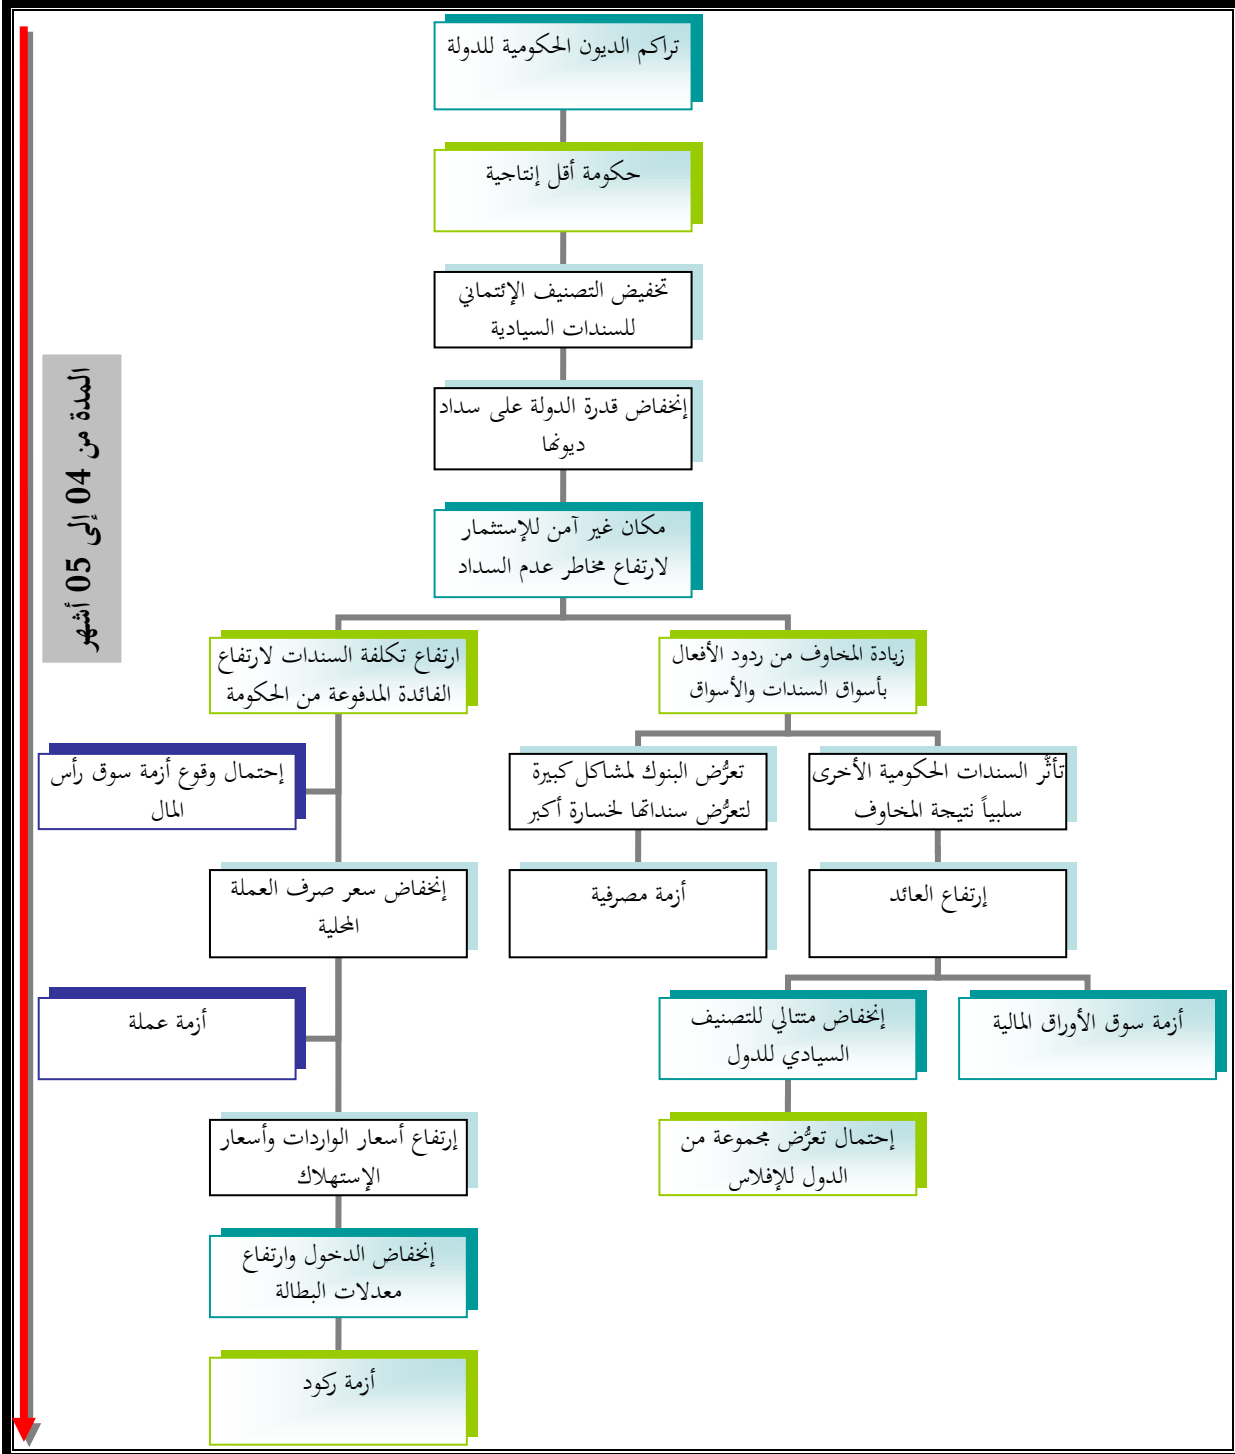 تراكم الديون الحكومية للدولة
حكومة أقل إنتاجية
تخفيض التصنيف الإئتماني
للسندات السيادية
إنخفاض قدرة الدولة على سداد
ديونها
مكان غير آمن للإستثمار
لارتفاع مخاطر عدم السداد
المدة من 04 إلى 05 أشهر
زيادة المخاوف من ردود الأفعال
بأسواق السندات والأسواق
ارتفاع تكلفة السندات لارتفاع
الفائدة المدفوعة من الحكومة
تأثَّر السندات الحكومية الأخرى
سلبياً نتيجة المخاوف
تعرُّض البنوك لمشاكل كبيرة
لتعرُّض سنداتها لخسارة أكبر
إحتمال وقوع أزمة سوق رأس
المال
إرتفاع العائد
أزمة مصرفية
إنخفاض سعر صرف العملة
المحلية
أزمة سوق الأوراق المالية
إنخفاض متتالي للتصنيف
السيادي للدول
أزمة عملة
إحتمال تعرُّض مجموعة من
الدول للإفلاس
إرتفاع أسعار الواردات وأسعار
الإستهلاك
إنخفاض الدخول وارتفاع
معدلات البطالة
أزمة ركود